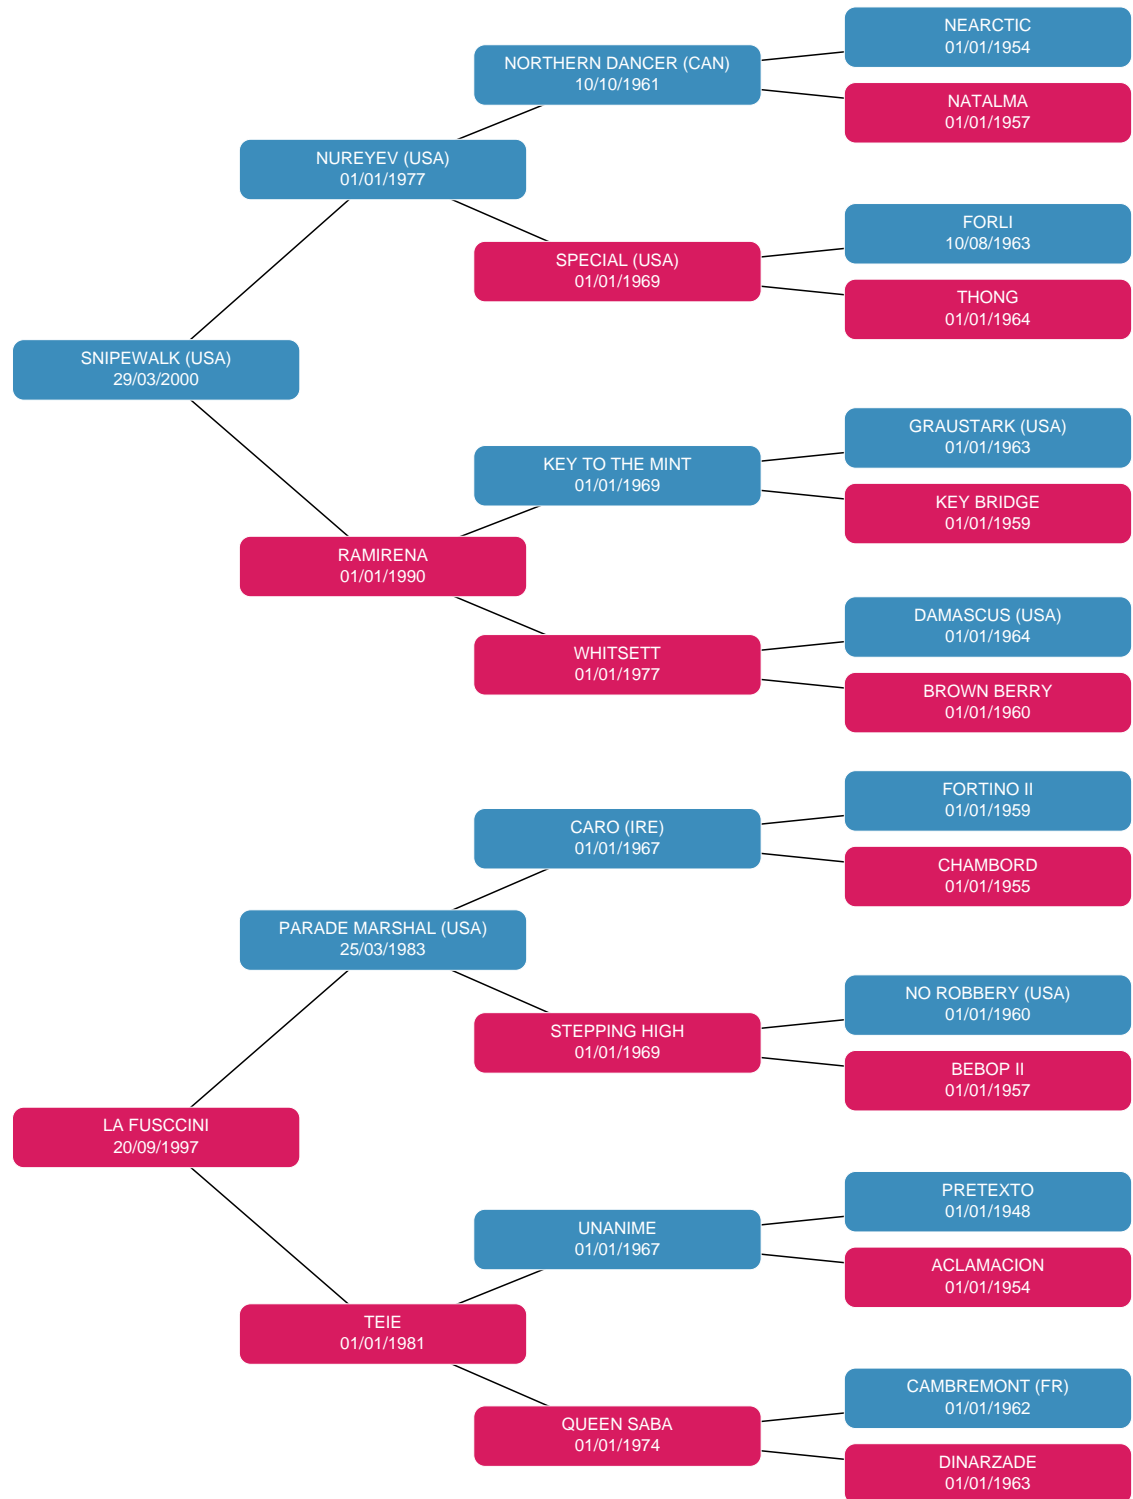 NEARCTIC
01/01/1954
NORTHERN DANCER (CAN)
10/10/1961
NATALMA
01/01/1957
NUREYEV (USA)
01/01/1977
FORLI
10/08/1963
SPECIAL (USA)
01/01/1969
THONG
01/01/1964
SNIPEWALK (USA)
29/03/2000
GRAUSTARK (USA)
01/01/1963
KEY TO THE MINT
01/01/1969
KEY BRIDGE
01/01/1959
RAMIRENA
01/01/1990
DAMASCUS (USA)
01/01/1964
WHITSETT
01/01/1977
BROWN BERRY
01/01/1960
FORTINO II
01/01/1959
CARO (IRE)
01/01/1967
CHAMBORD
01/01/1955
PARADE MARSHAL (USA)
25/03/1983
NO ROBBERY (USA)
01/01/1960
STEPPING HIGH
01/01/1969
BEBOP II
01/01/1957
LA FUSCCINI
20/09/1997
PRETEXTO
01/01/1948
UNANIME
01/01/1967
ACLAMACION
01/01/1954
TEIE
01/01/1981
CAMBREMONT (FR)
01/01/1962
QUEEN SABA
01/01/1974
DINARZADE
01/01/1963